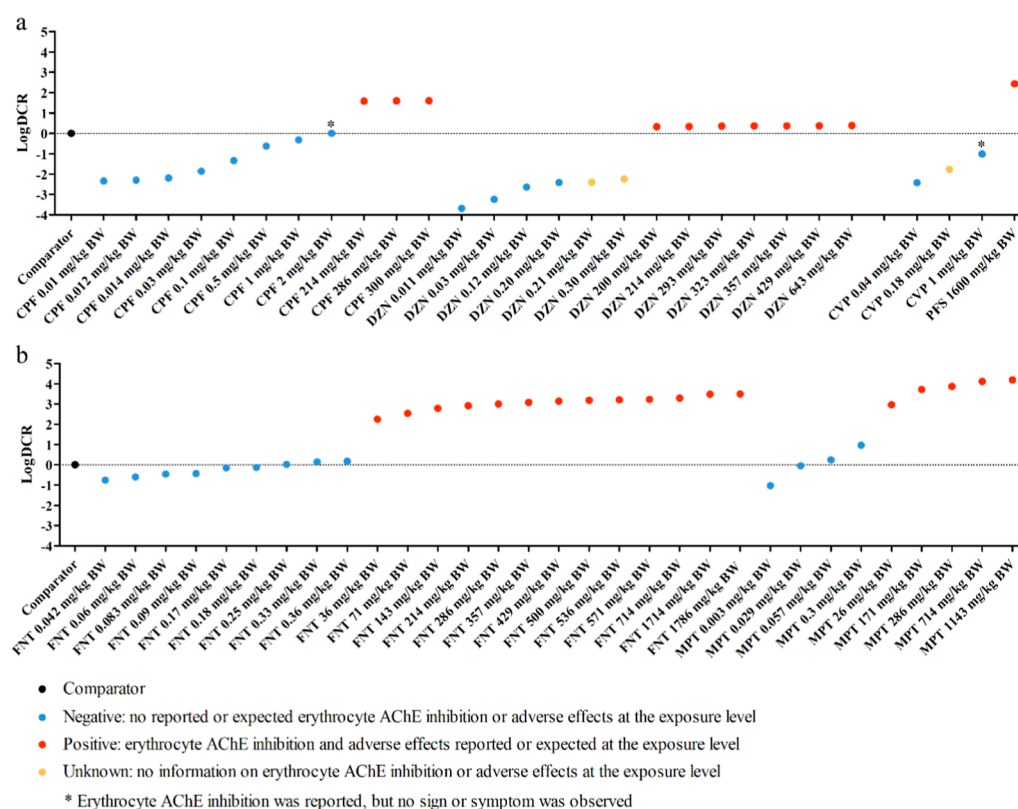 a
5
4
3
2
1
0
-1
-2
-3
-4
LogDCR
*
*
Comparator
CPF 0.01 mg/kg BW
CPF 0.012 mg/kg BW
CPF 0.014 mg/kg BW
CPF 0.03 mg/kg BW
CPF 0.1 mg/kg BW
CPF 0.5 mg/kg BW
CPF 1 mg/kg BW
CPF 2 mg/kg BW
CPF 214 mg/kg BW
CPF 286 mg/kg BW
CPF 300 mg/kg BW
DZN 0.011 mg/kg BW
DZN 0.03 mg/kg BW
DZN 0.12 mg/kg BW
DZN 0.20 mg/kg BW
DZN 0.21 mg/kg BW
DZN 0.30 mg/kg BW
DZN 200 mg/kg BW
DZN 214 mg/kg BW
DZN 293 mg/kg BW
DZN 323 mg/kg BW
DZN 357 mg/kg BW
DZN 429 mg/kg BW
DZN 643 mg/kg BW
CVP 0.04 mg/kg BW
CVP 0.18 mg/kg BW
CVP 1 mg/kg BW
PFS 1600 mg/kg BW
b
5
4
3
2
1
0
-1
-2
-3
-4
LogDCR
Comparator
FNT 0.042 mg/kg BW
FNT 0.06 mg/kg BW
FNT 0.083 mg/kg BW
FNT 0.09 mg/kg BW
FNT 0.17 mg/kg BW
FNT 0.18 mg/kg BW
FNT 0.25 mg/kg BW
FNT 0.33 mg/kg BW
FNT 0.36 mg/kg BW
FNT 36 mg/kg BW
FNT 71 mg/kg BW
FNT 143 mg/kg BW
FNT 214 mg/kg BW
FNT 286 mg/kg BW
FNT 357 mg/kg BW
FNT 429 mg/kg BW
FNT 500 mg/kg BW
FNT 536 mg/kg BW
FNT 571 mg/kg BW
FNT 714 mg/kg BW
FNT 1714 mg/kg BW
FNT 1786 mg/kg BW
MPT 0.003 mg/kg BW
MPT 0.029 mg/kg BW
MPT 0.057 mg/kg BW
MPT 0.3 mg/kg BW
MPT 26 mg/kg BW
MPT 171 mg/kg BW
MPT 286 mg/kg BW
MPT 714 mg/kg BW
MPT 1143 mg/kg BW
Comparator
Negative: no reported or expected erythrocyte AChE inhibition or adverse effects at the exposure level
Positive: erythrocyte AChE inhibition and adverse effects reported or expected at the exposure level
Unknown: no information on erythrocyte AChE inhibition or adverse effects at the exposure level
* Erythrocyte AChE inhibition was reported, but no sign or symptom was observed